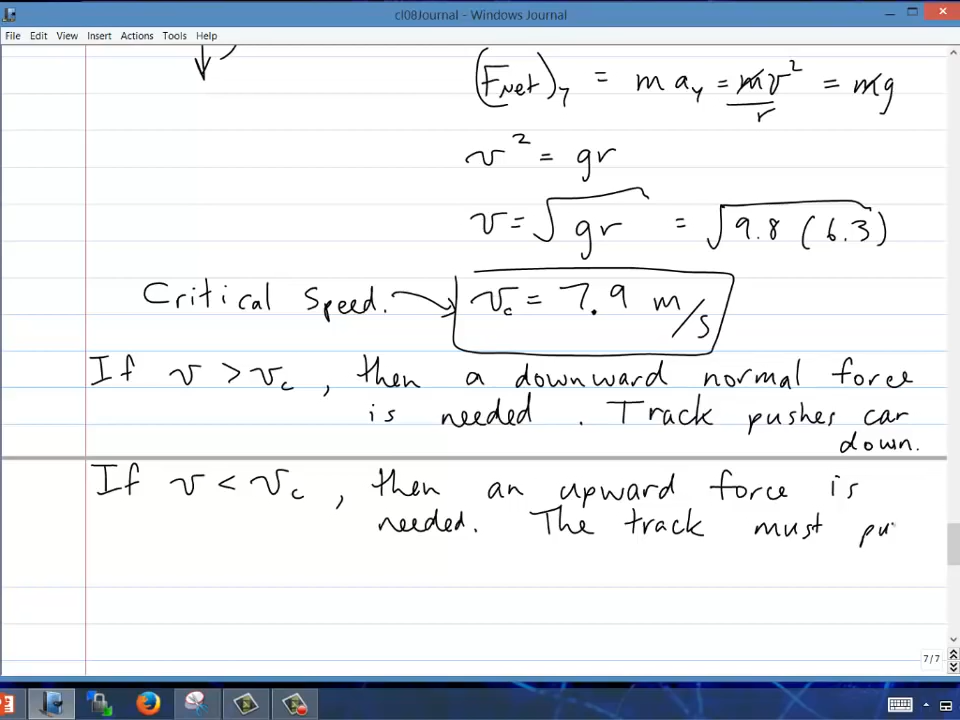 cl08Journal - Windows Journal
File Edit View Insert Actions Tools Help
(Fnet)y = m ay = mv²/r = mg
v² = gr
v = √gr = √9.8 (6.3)
Critical Speed. vc = 7.9 m/s
If v > vc, then a downward normal force
is needed. Track pushes car
down.
If v < vc, then an upward force is
needed. The track must pu
7/7